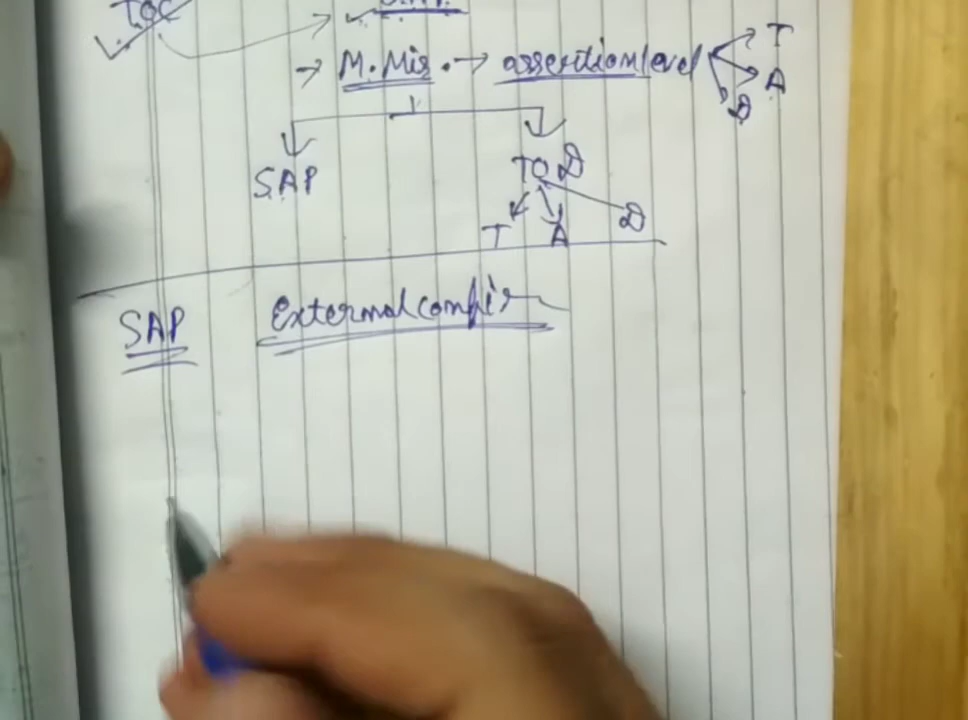 TOC
→ M.Mis. → assertion level T
A
D
SAP TOD
T A D
SAP External confir